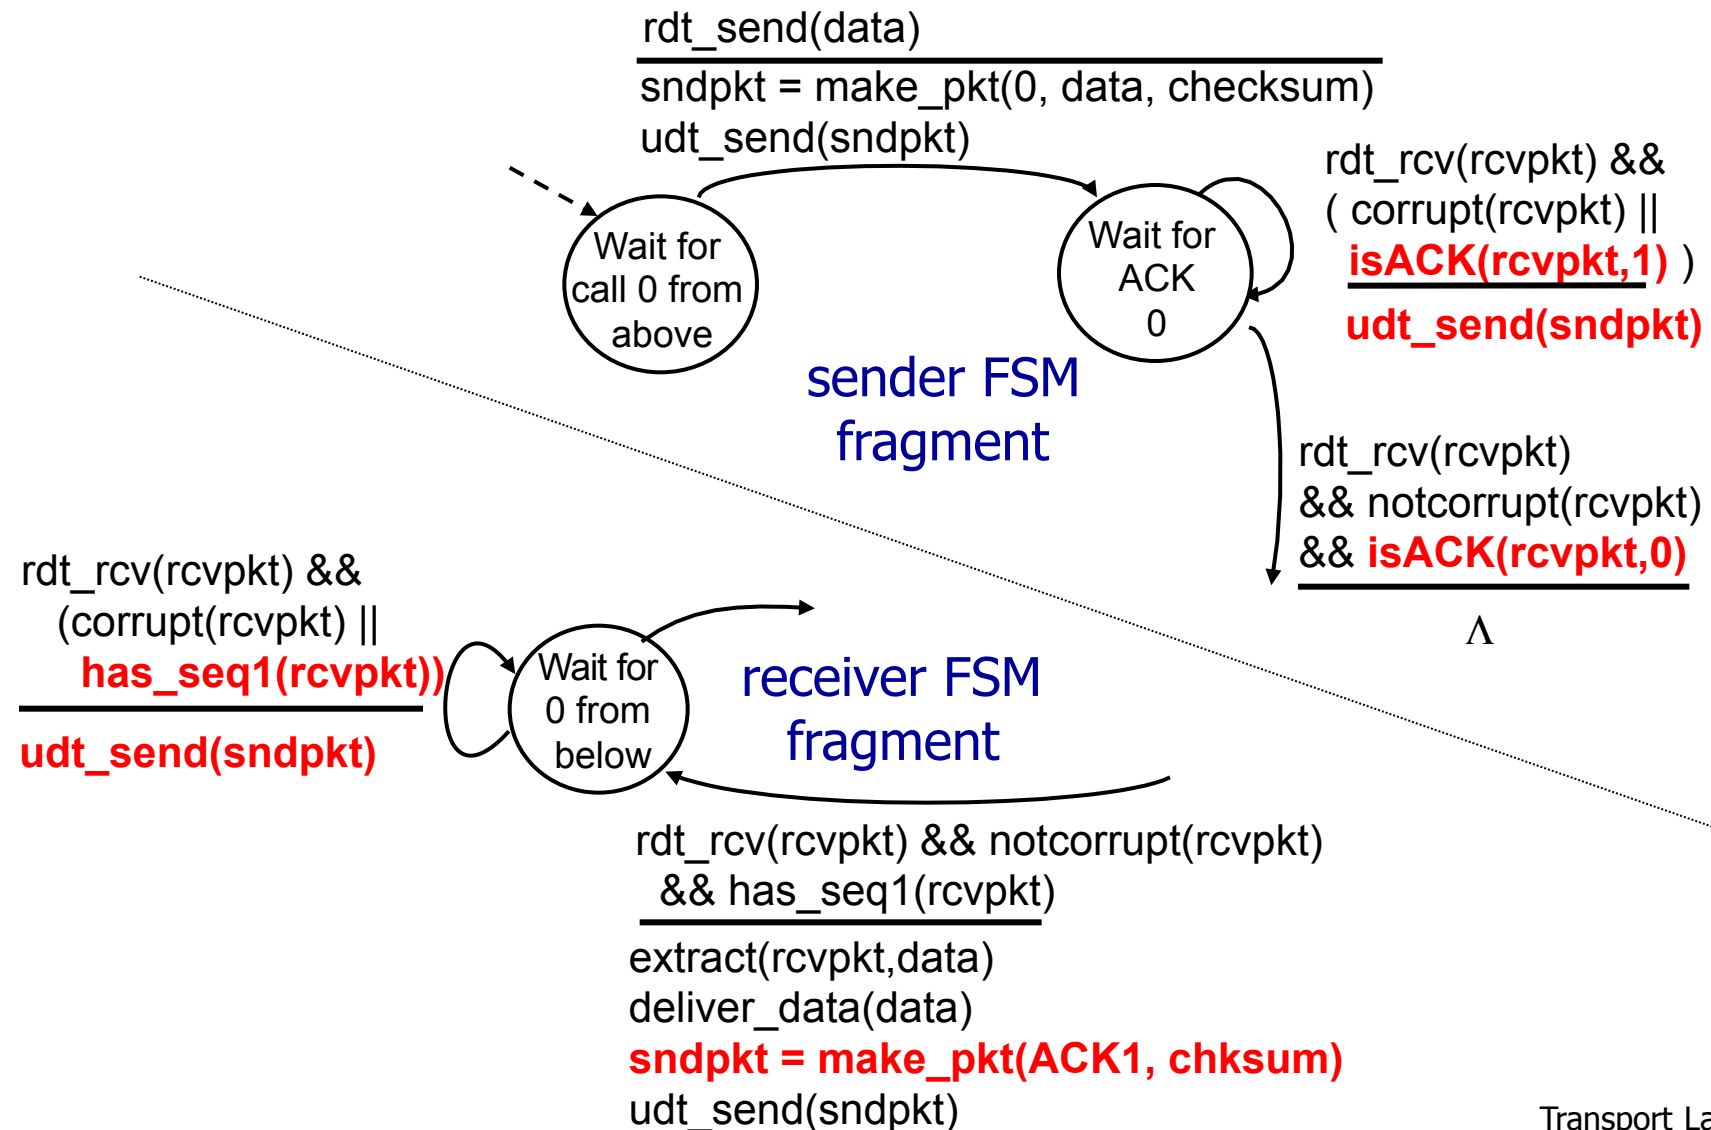 rdt_send(data)
sndpkt = make_pkt(0, data, checksum)
udt_send(sndpkt)
rdt_rcv(rcvpkt) &&
( corrupt(rcvpkt) ||
isACK(rcvpkt,1) )
udt_send(sndpkt)
Wait for
call 0 from
above
Wait for
ACK
0
sender FSM
fragment
rdt_rcv(rcvpkt)
&& notcorrupt(rcvpkt)
&& isACK(rcvpkt,0)
Λ
rdt_rcv(rcvpkt) &&
(corrupt(rcvpkt) ||
has_seq1(rcvpkt))
udt_send(sndpkt)
Wait for
0 from
below
receiver FSM
fragment
rdt_rcv(rcvpkt) && notcorrupt(rcvpkt)
&& has_seq1(rcvpkt)
extract(rcvpkt,data)
deliver_data(data)
sndpkt = make_pkt(ACK1, chksum)
udt_send(sndpkt)
Transport La